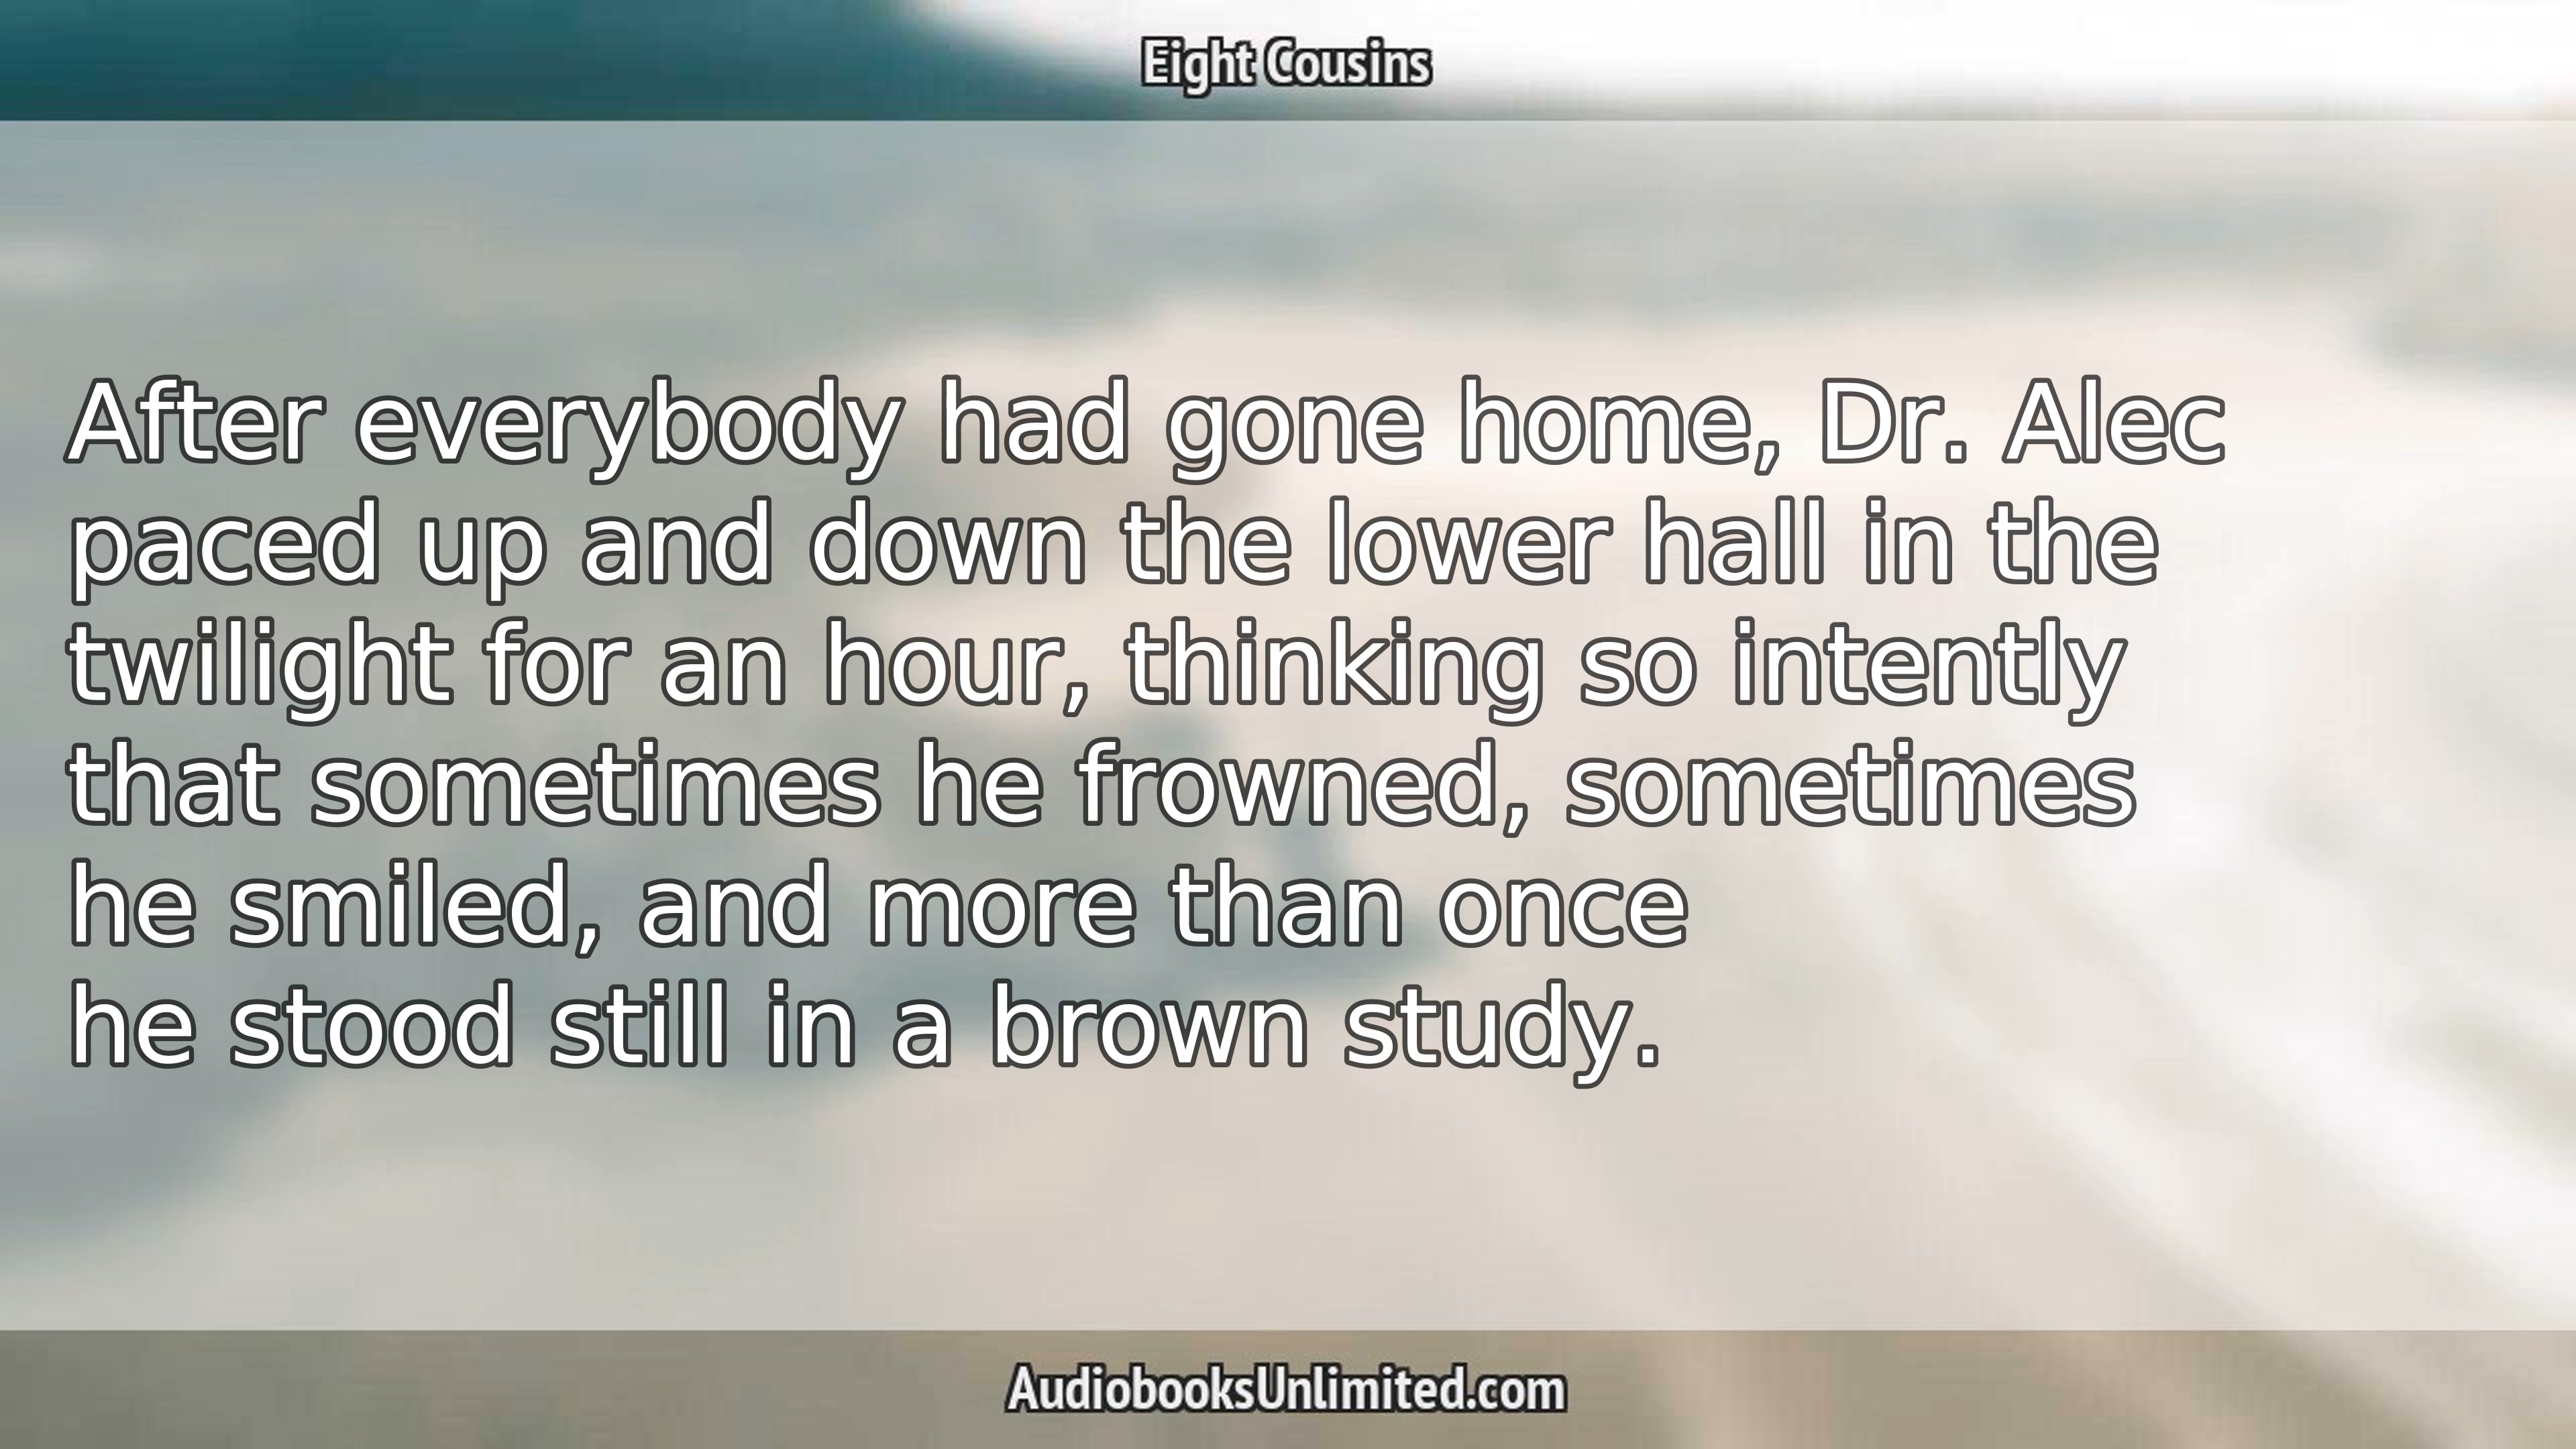 Eight Cousins
After everybody had gone home, Dr. Alec
paced up and down the lower hall in the
twilight for an hour, thinking so intently
that sometimes he frowned, sometimes
he smiled, and more than once
he stood still in a brown study.
AudiobooksUnlimited.com